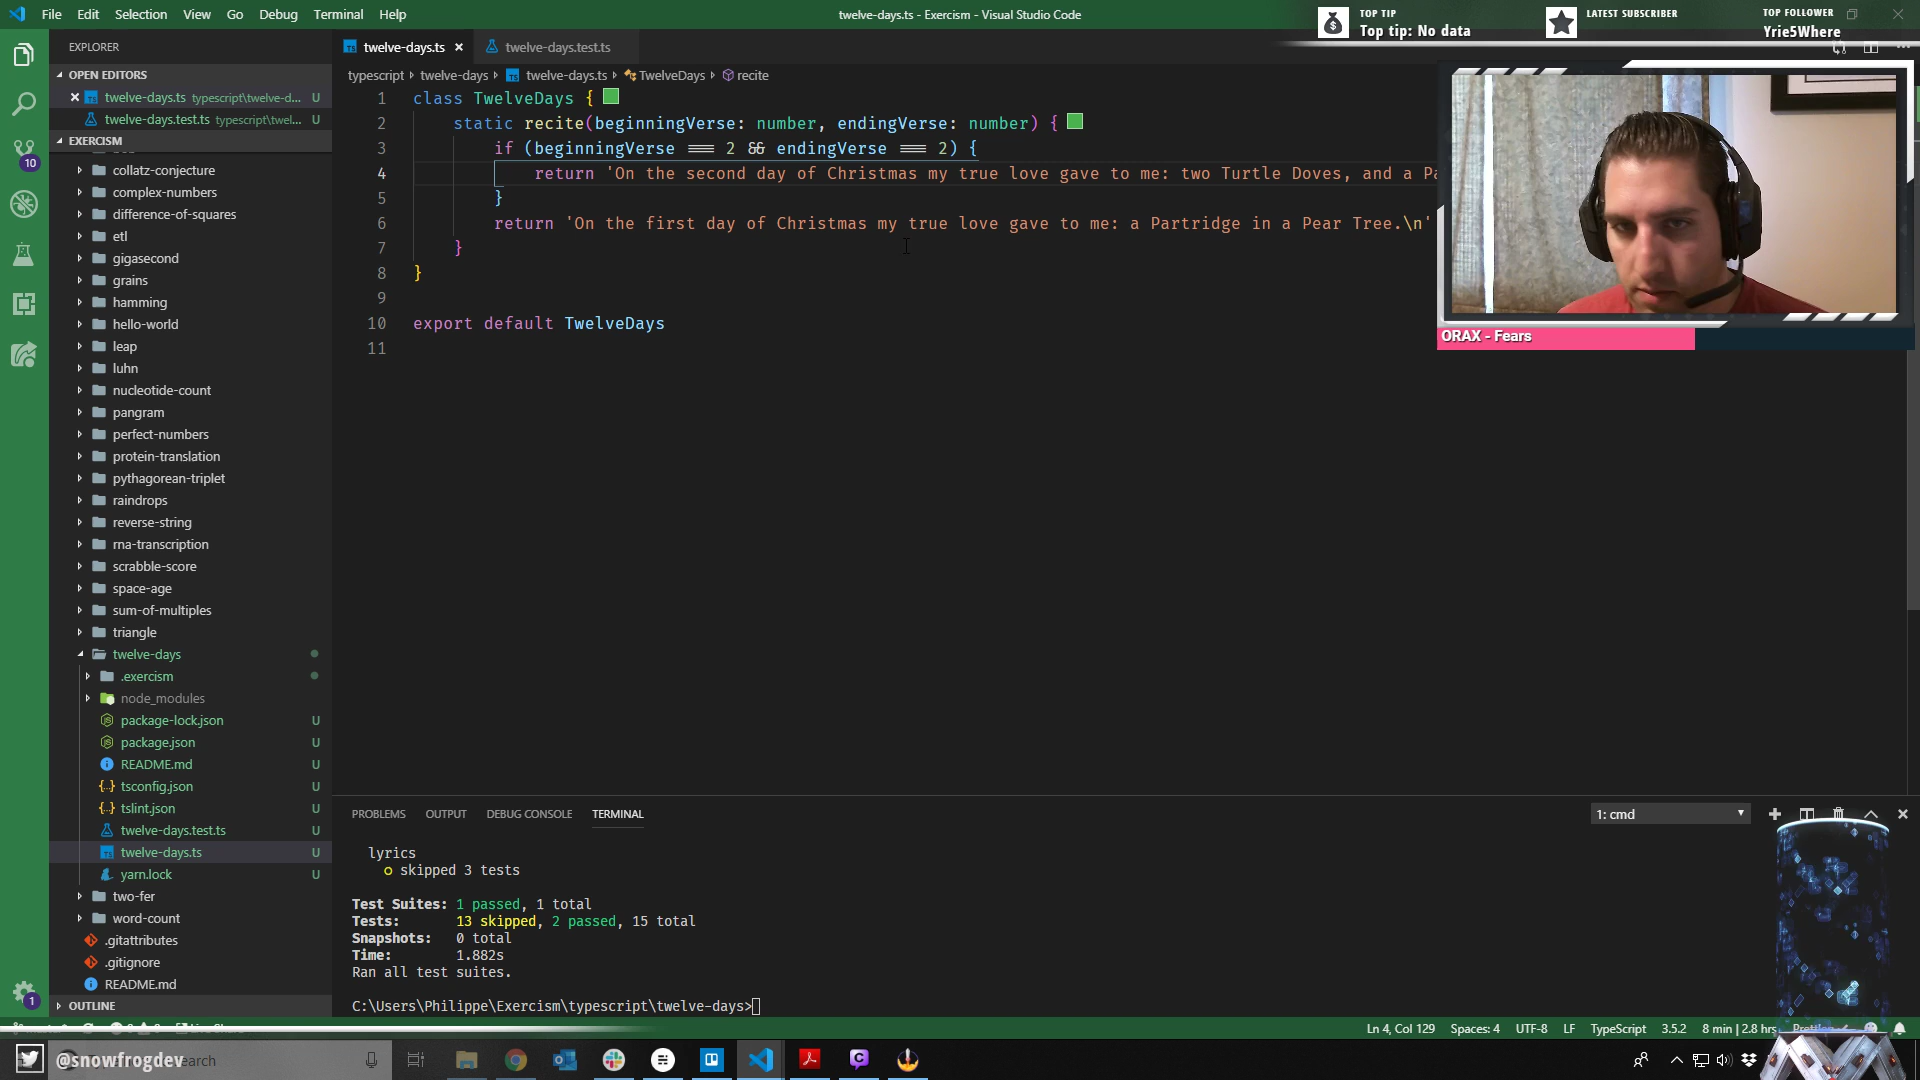 File Edit Selection View Go Debug Terminal Help
twelve-days.ts - Exercism - Visual Studio Code
TOP TIP
Top tip: No data
LATEST SUBSCRIBER
TOP FOLLOWER
Yrie5Where
EXPLORER
OPEN EDITORS
twelve-days.ts typescript\twelve-d... U
twelve-days.test.ts typescript\twel... U
EXERCISM
10
collatz-conjecture
complex-numbers
difference-of-squares
etl
gigasecond
grains
hamming
hello-world
leap
luhn
nucleotide-count
pangram
perfect-numbers
protein-translation
pythagorean-triplet
raindrops
reverse-string
rna-transcription
scrabble-score
space-age
sum-of-multiples
triangle
twelve-days
.exercism
node_modules
package-lock.json U
package.json U
README.md U
tsconfig.json U
tslint.json U
twelve-days.test.ts U
twelve-days.ts U
yarn.lock U
two-fer
word-count
.gitattributes
.gitignore
README.md
OUTLINE
1
twelve-days.ts twelve-days.test.ts
typescript twelve-days twelve-days.ts TwelveDays recite
1 class TwelveDays {
2 static recite(beginningVerse: number, endingVerse: number) {
3 if (beginningVerse === 2 && endingVerse === 2) {
4 return 'On the second day of Christmas my true love gave to me: two Turtle Doves, and a Pa
5 }
6 return 'On the first day of Christmas my true love gave to me: a Partridge in a Pear Tree.\n'
7 }
8 }
9
10 export default TwelveDays
11
ORAX - Fears
PROBLEMS OUTPUT DEBUG CONSOLE TERMINAL
1: cmd
lyrics
o skipped 3 tests
Test Suites: 1 passed, 1 total
Tests: 13 skipped, 2 passed, 15 total
Snapshots: 0 total
Time: 1.882s
Ran all test suites.
C:\Users\Philippe\Exercism\typescript\twelve-days>
Ln 4, Col 129 Spaces: 4 UTF-8 LF TypeScript 3.5.2 8 min | 2.8 hrs
@snowfrogdev